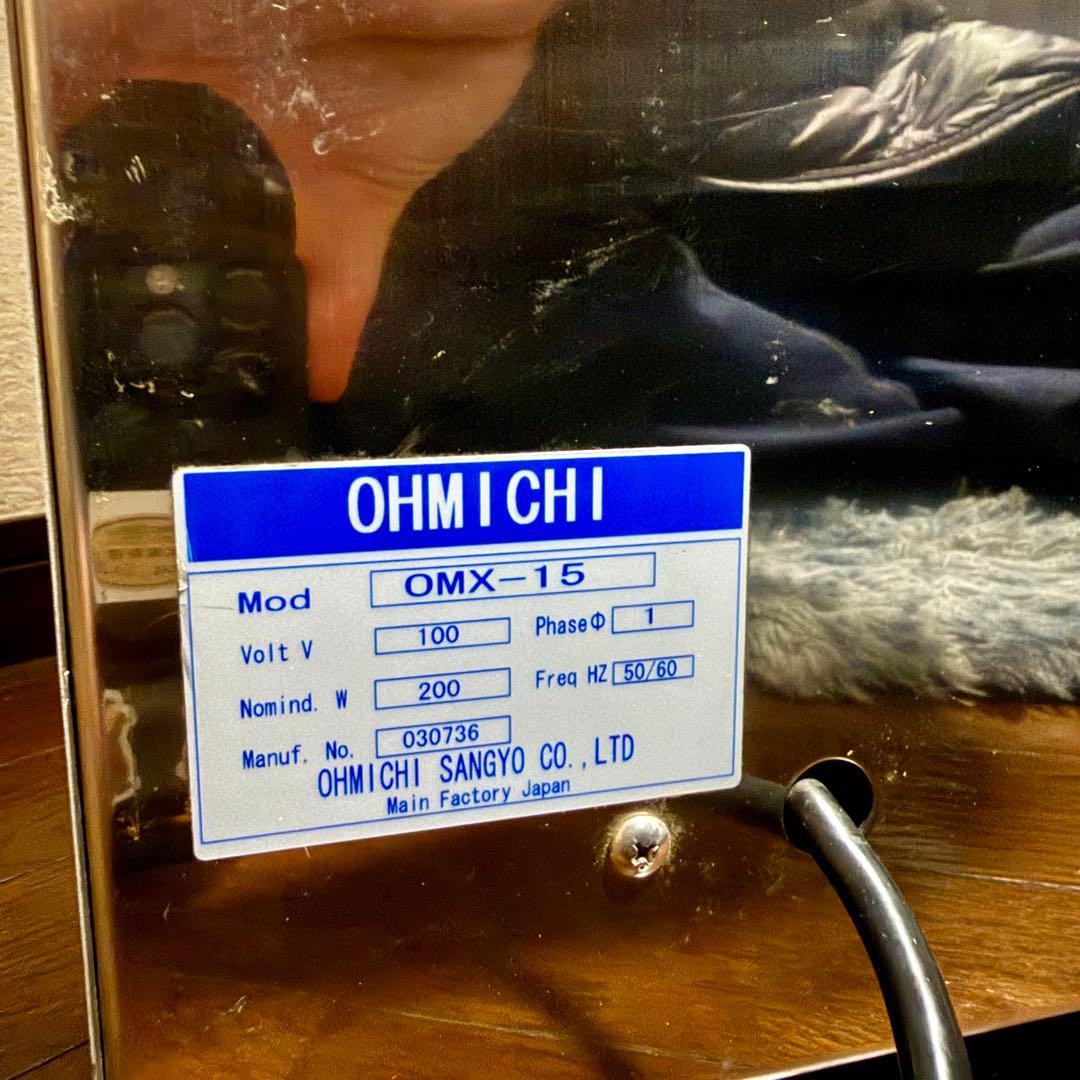 OHMICHI
Mod OMX-15
Volt V 100 Phase Φ 1
Nomind. W 200 Freq HZ 50/60
Manuf. No. 030736
OHMICHI SANGYO CO.,LTD
Main Factory Japan